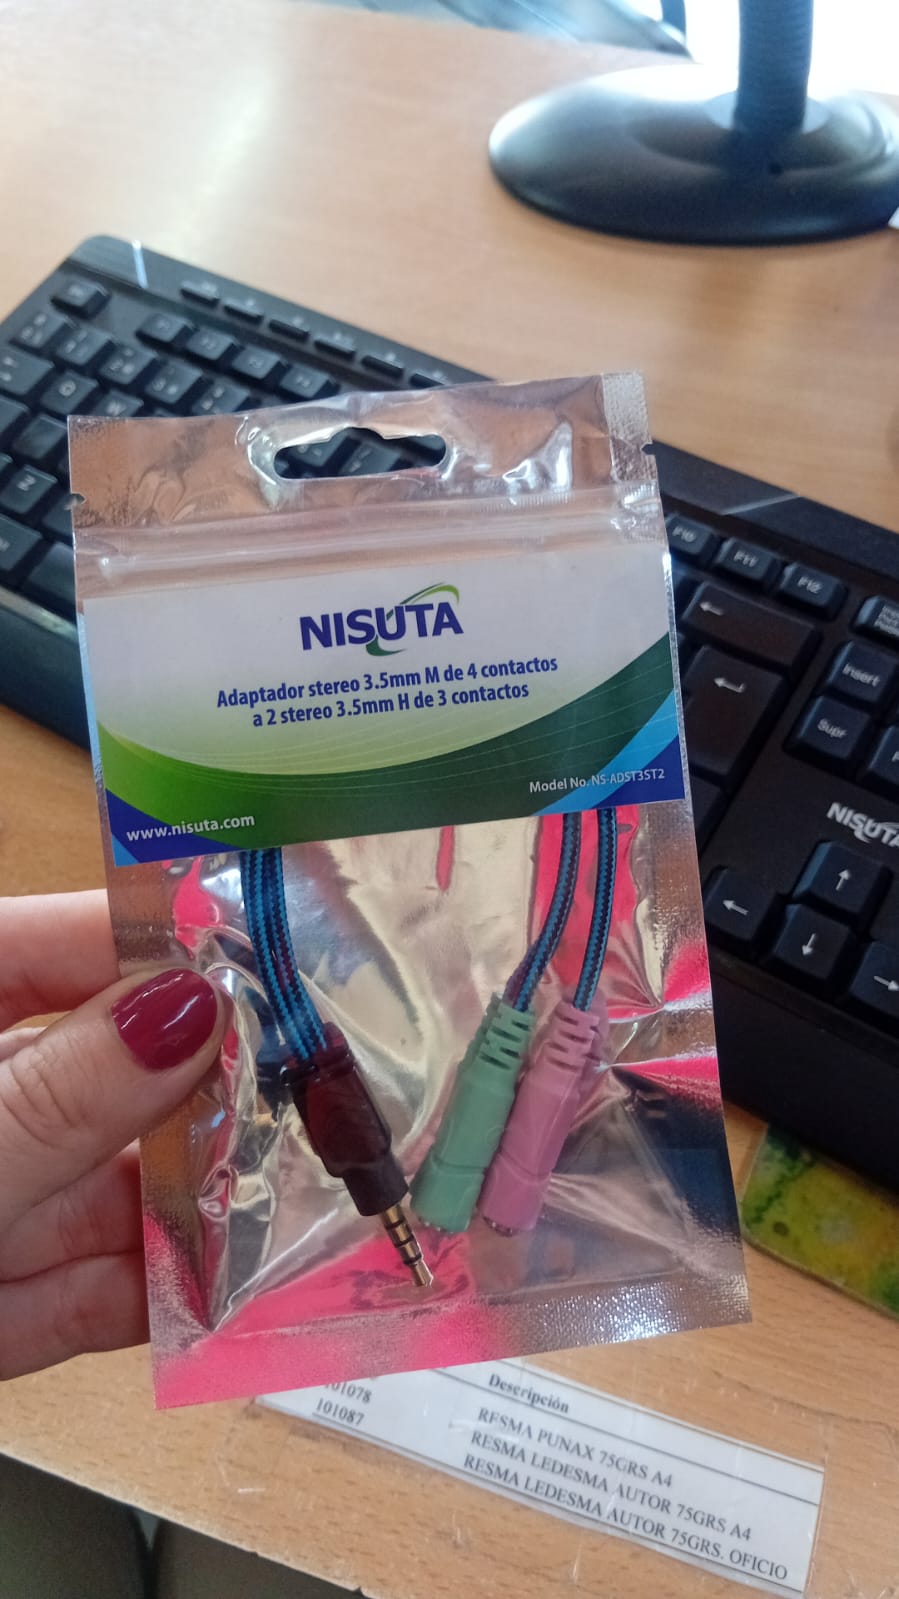 NISUTA
Adaptador stereo 3.5mm M de 4 contactos
a 2 stereo 3.5mm H de 3 contactos
Model No. NS-ADST3ST2
www.nisuta.com
F10
F11
F12
Insert
Supr
NISUTA
Descripción
101078
101087
RESMA PUNAX 75GRS A4
RESMA LEDESMA AUTOR 75GRS A4
RESMA LEDESMA AUTOR 75GRS. OFICIO